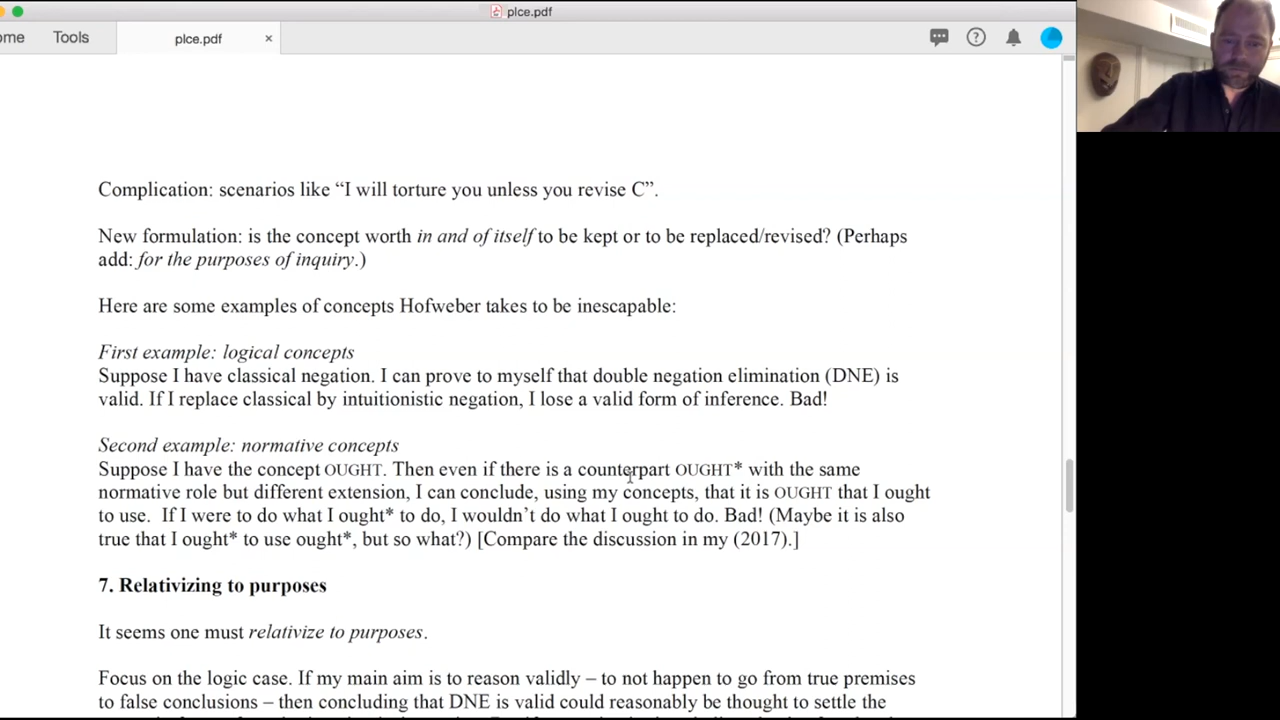 plce.pdf
ome Tools plce.pdf ×
Complication: scenarios like “I will torture you unless you revise C”.
New formulation: is the concept worth in and of itself to be kept or to be replaced/revised? (Perhaps
add: for the purposes of inquiry.)
Here are some examples of concepts Hofweber takes to be inescapable:
First example: logical concepts
Suppose I have classical negation. I can prove to myself that double negation elimination (DNE) is
valid. If I replace classical by intuitionistic negation, I lose a valid form of inference. Bad!
Second example: normative concepts
Suppose I have the concept OUGHT. Then even if there is a counterpart OUGHT* with the same
normative role but different extension, I can conclude, using my concepts, that it is OUGHT that I ought
to use. If I were to do what I ought* to do, I wouldn’t do what I ought to do. Bad! (Maybe it is also
true that I ought* to use ought*, but so what?) [Compare the discussion in my (2017).]
7. Relativizing to purposes
It seems one must relativize to purposes.
Focus on the logic case. If my main aim is to reason validly – to not happen to go from true premises
to false conclusions – then concluding that DNE is valid could reasonably be thought to settle the